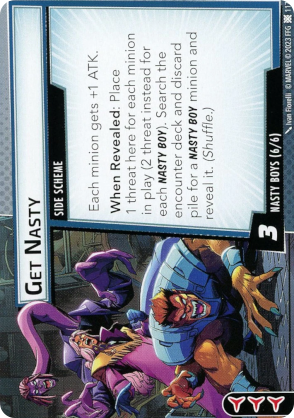 GET NASTY
SIDE SCHEME
Each minion gets +1 ATK.
When Revealed: Place
1 threat here for each minion
in play (2 threat instead for
each NASTY BOY). Search the
encounter deck and discard
pile for a NASTY BOY minion and
reveal it. (Shuffle.)
3
NASTY BOYS (6/6)
Ivan Fiorelli © MARVEL © 2023 FFG